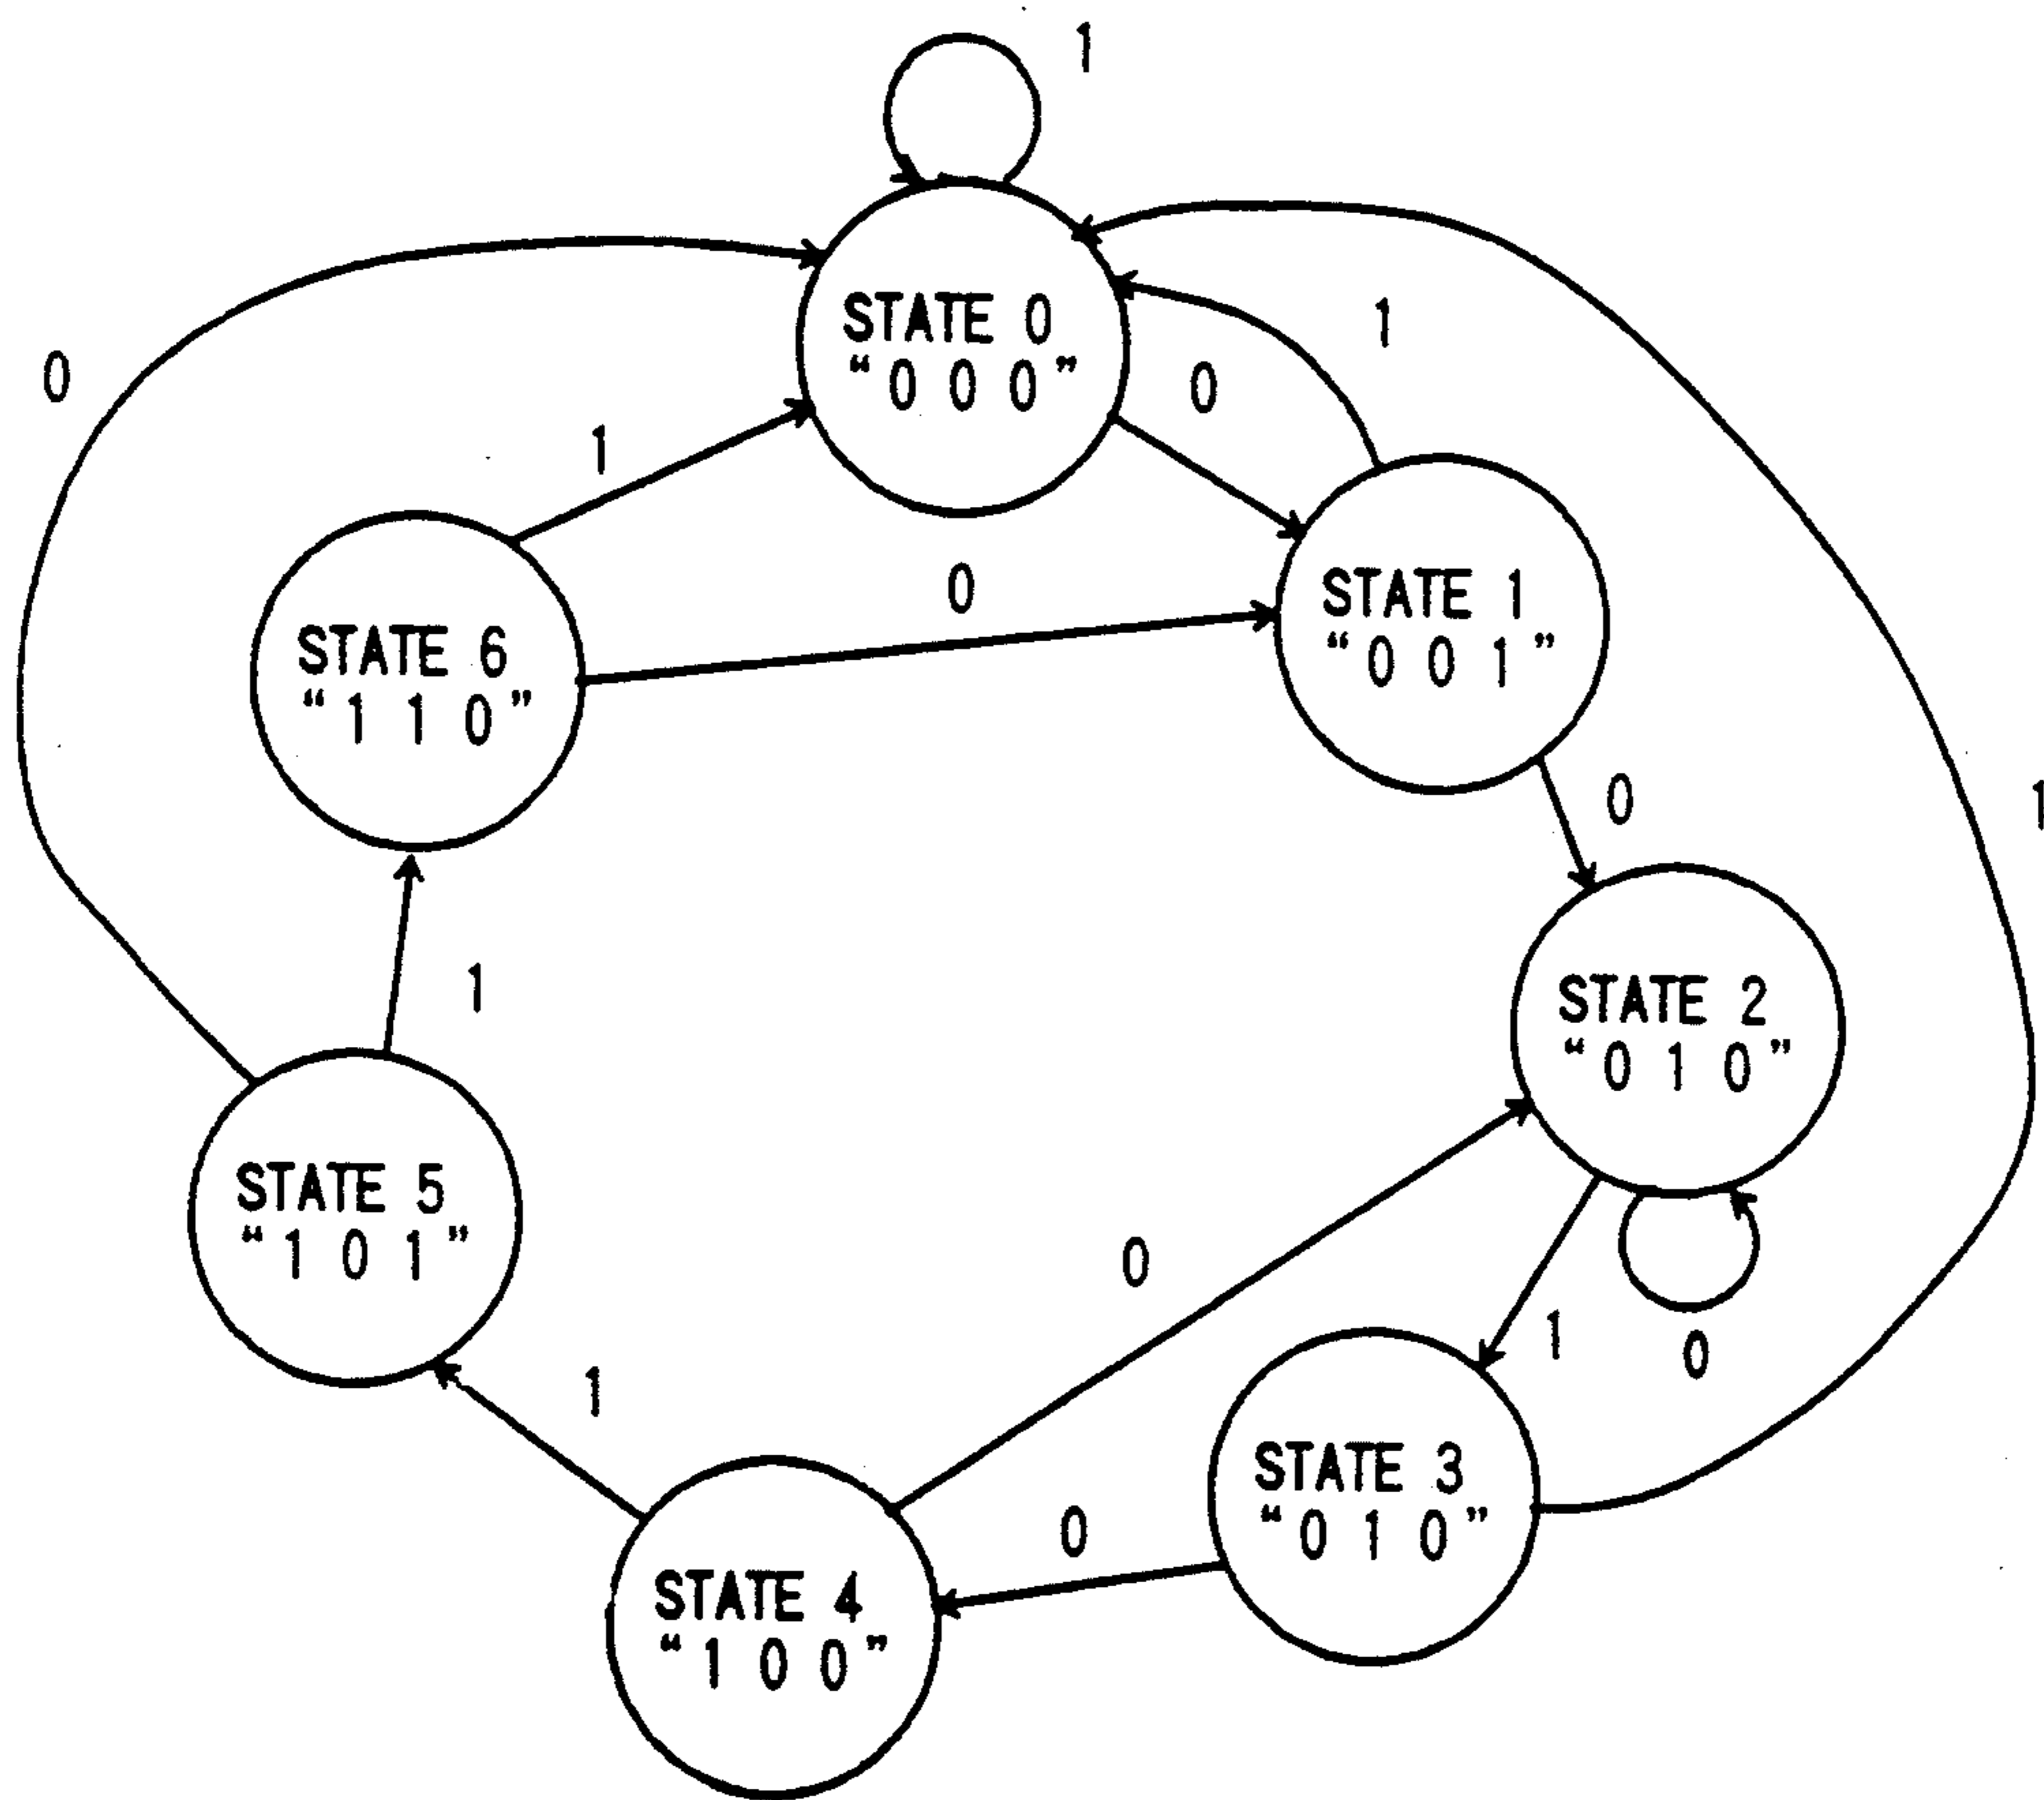 1
STATE 0
“0 0 0”
1
0
0
1
0
STATE 1
“0 0 1”
STATE 6
“1 1 0”
0
1
STATE 2
“0 1 0”
1
STATE 5
“1 0 1”
0
1
0
1
STATE 3
“0 1 0”
0
STATE 4
“1 0 0”